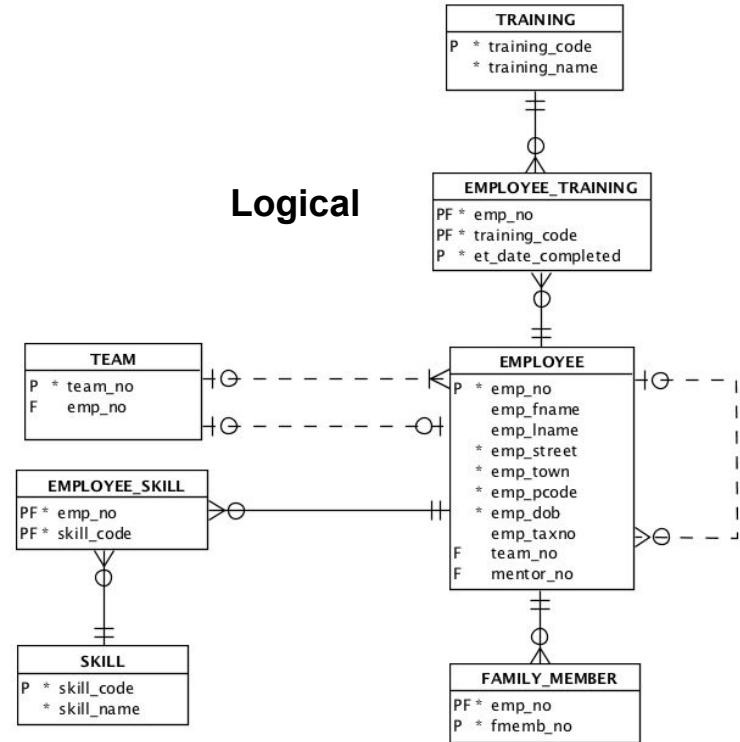 TRAINING
P * training_code
* training_name
Logical
EMPLOYEE_TRAINING
PF * emp_no
PF * training_code
P * et_date_completed
TEAM
P * team_no
F emp_no
EMPLOYEE
P * emp_no
emp_fname
emp_lname
* emp_street
* emp_town
* emp_pcode
* emp_dob
emp_taxno
F team_no
F mentor_no
EMPLOYEE_SKILL
PF * emp_no
PF * skill_code
SKILL
P * skill_code
* skill_name
FAMILY_MEMBER
PF * emp_no
P * fmemb_no